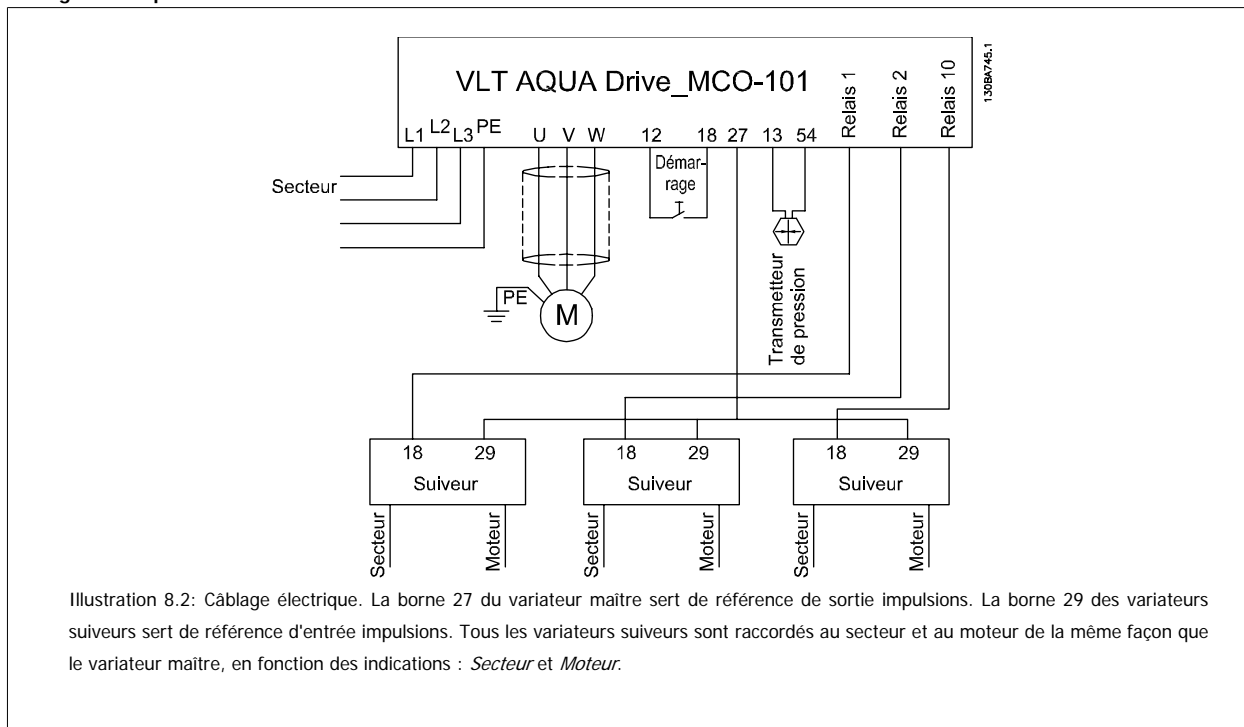 VLT AQUA Drive_MCO-101
Relais 1
Relais 2
Relais 10
130BA745.1
L1 L2 L3 PE U V W 12 18 27 13 54
Secteur
Démar-
rage
PE
M
Transmetteur
de pression
18 29 18 29 18 29
Suiveur Suiveur Suiveur
Secteur Moteur Secteur Moteur Secteur Moteur
Illustration 8.2: Câblage électrique. La borne 27 du variateur maître sert de référence de sortie impulsions. La borne 29 des variateurs
suiveurs sert de référence d'entrée impulsions. Tous les variateurs suiveurs sont raccordés au secteur et au moteur de la même façon que
le variateur maître, en fonction des indications : Secteur et Moteur.